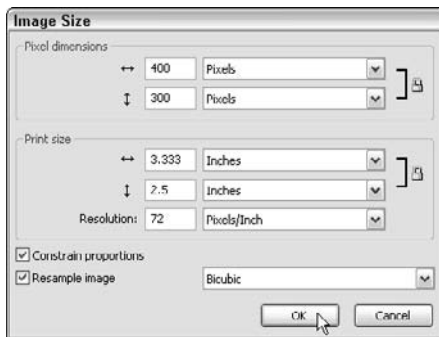 Image Size
Pixel dimensions
400 Pixels
300 Pixels
Print size
3.333 Inches
2.5 Inches
Resolution: 72 Pixels/Inch
Constrain proportions
Resample image Bicubic
OK Cancel